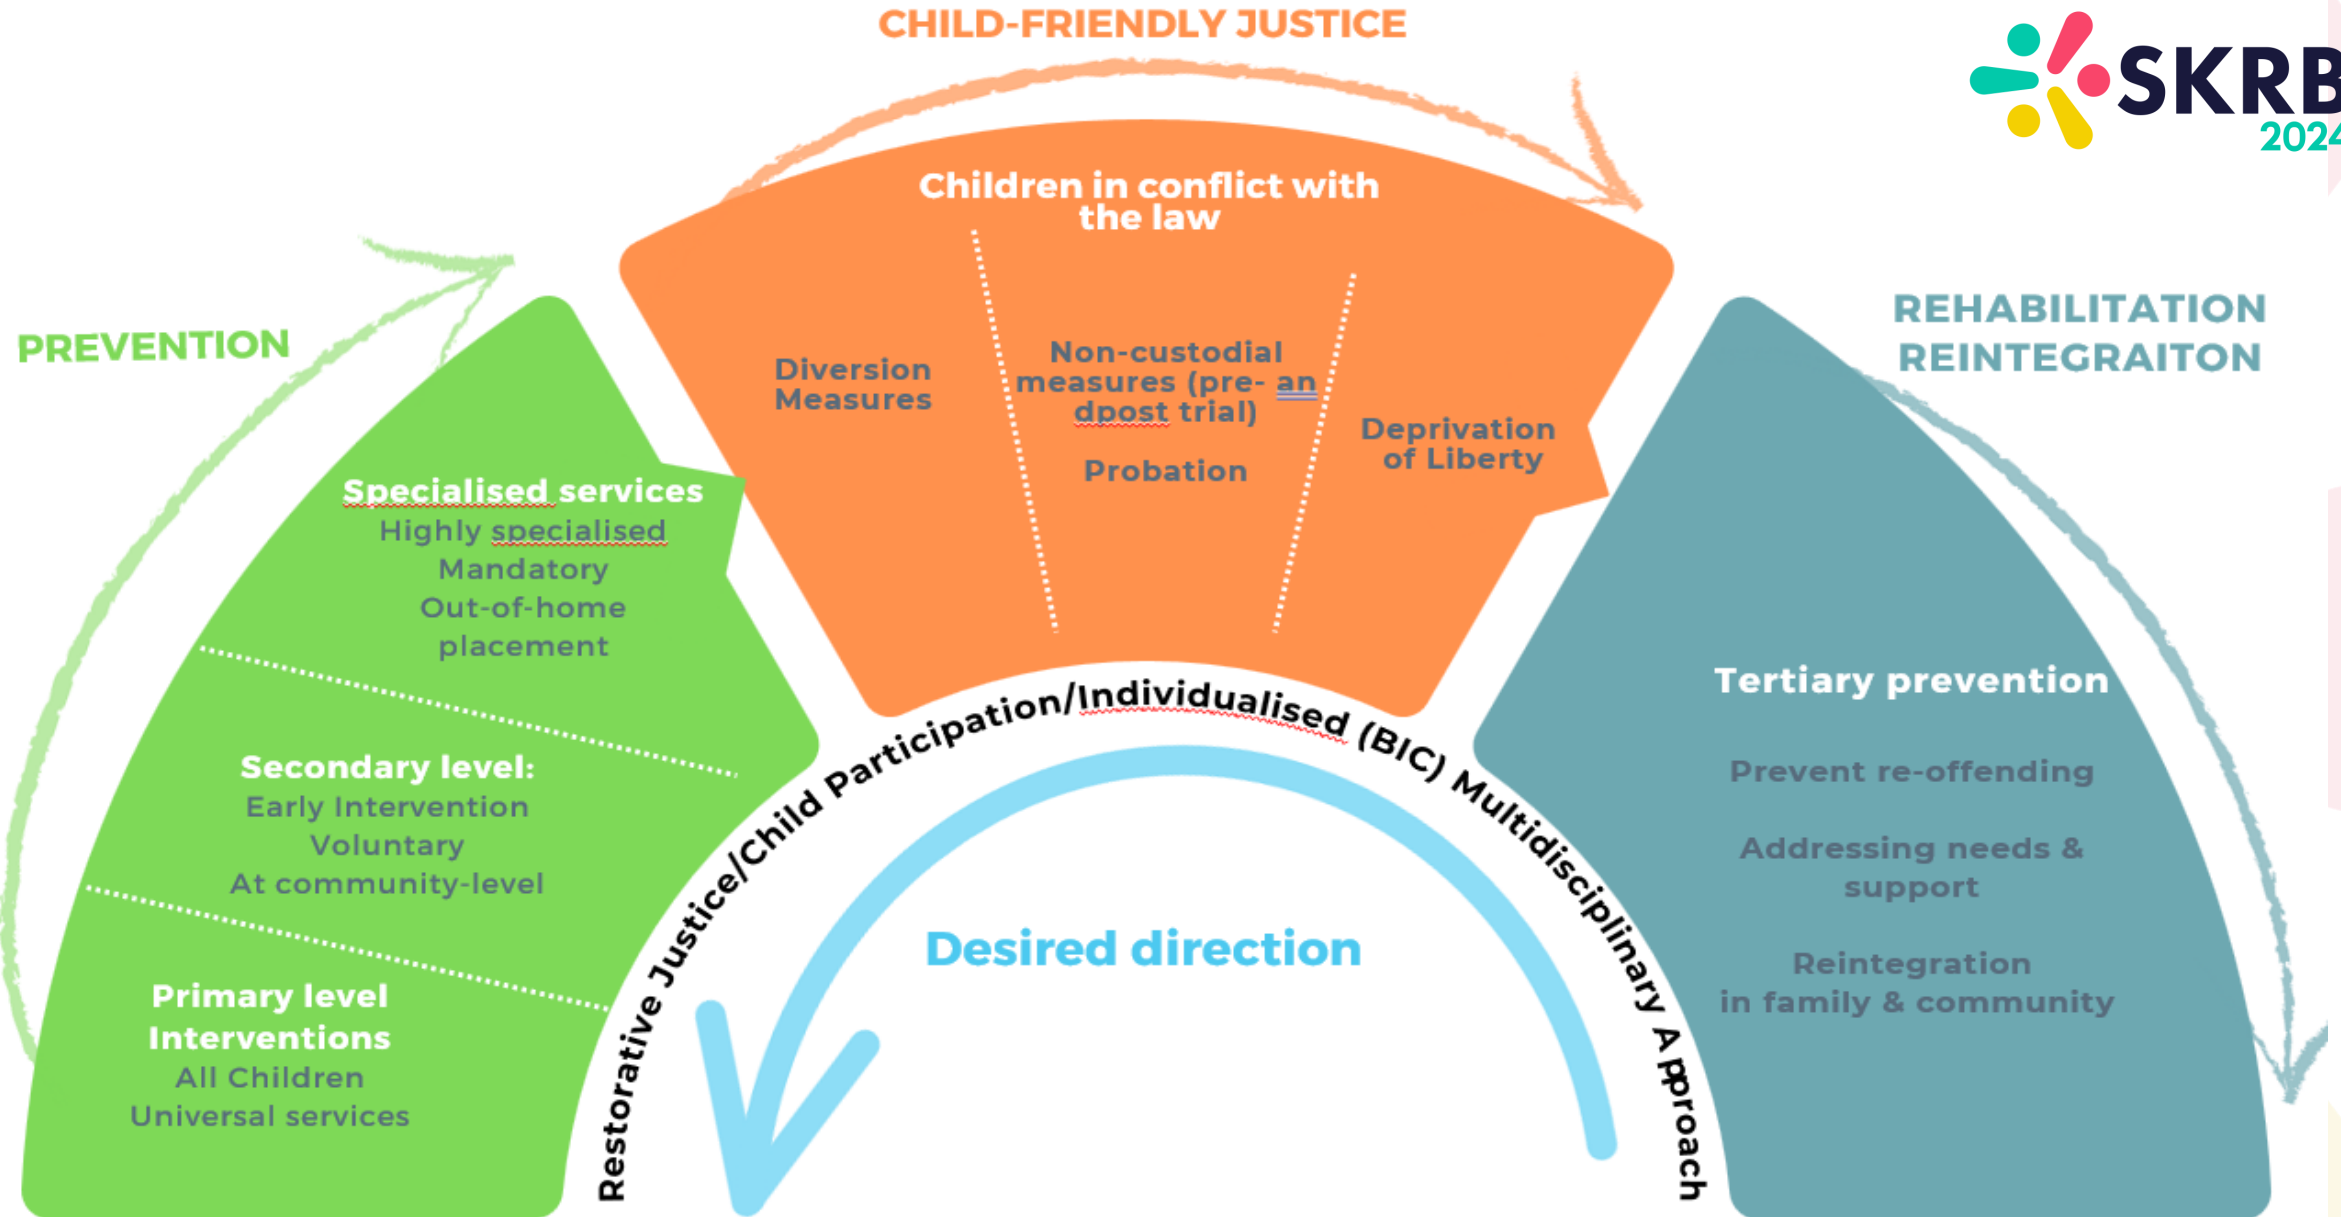 CHILD-FRIENDLY JUSTICE
SKRB
2024
Children in conflict with
the law
PREVENTION
REHABILITATION
REINTEGRAITON
Diversion
Measures
Non-custodial
measures (pre- an
dpost trial)
Probation
Deprivation
of Liberty
Specialised services
Highly specialised
Mandatory
Out-of-home
placement
Secondary level:
Early Intervention
Voluntary
At community-level
Primary level
Interventions
All Children
Universal services
Restorative Justice/Child Participation/Individualised (BIC) Multidisciplinary Approach
Desired direction
Tertiary prevention
Prevent re-offending
Addressing needs &
support
Reintegration
in family & community